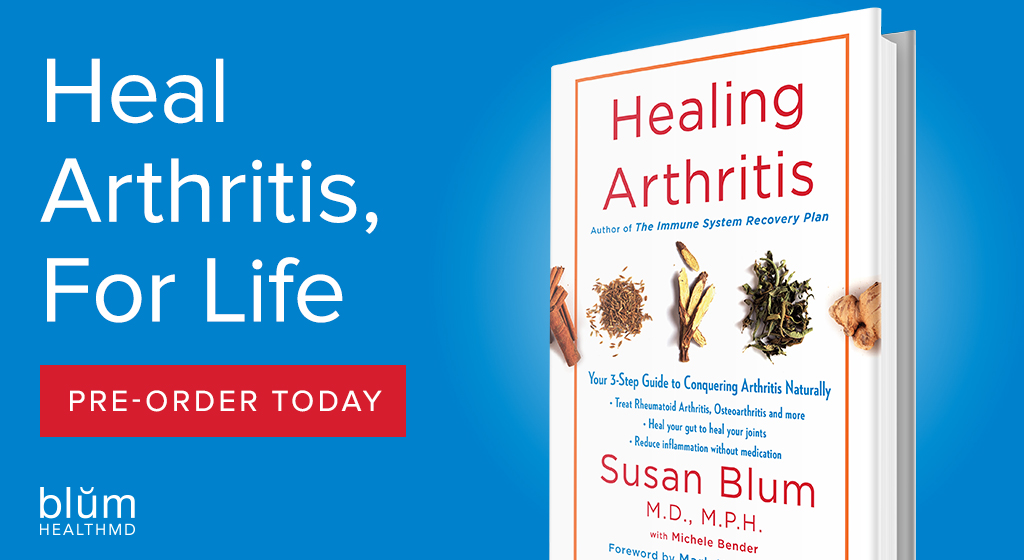 Heal
Arthritis,
For Life
PRE-ORDER TODAY
blŭm
HEALTHMD
Healing
Arthritis
Author of The Immune System Recovery Plan
Your 3-Step Guide to Conquering Arthritis Naturally
• Treat Rheumatoid Arthritis, Osteoarthritis and more
• Heal your gut to heal your joints
• Reduce inflammation without medication
Susan Blum
M.D., M.P.H.
with Michele Bender
Foreword by